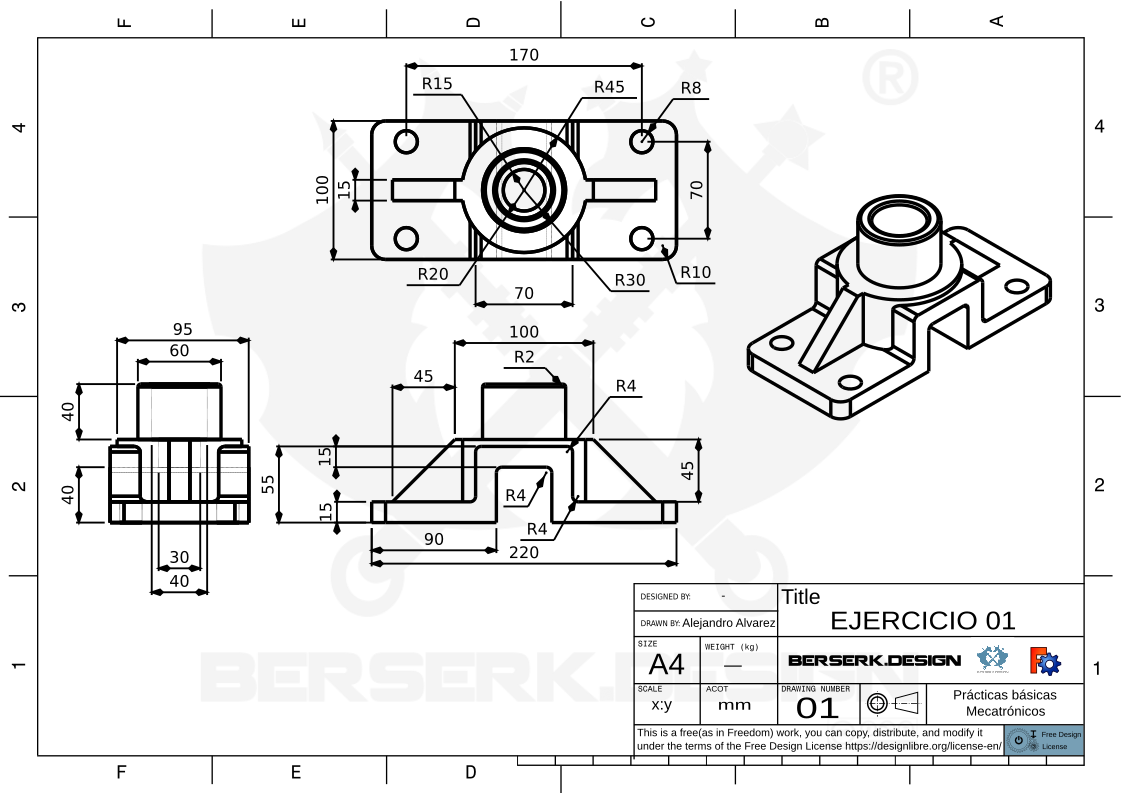 F E D C B A
4 4
3 3
2 2
1 1
®
170
R15 R45 R8
100 15 70
R20 R30 R10
70
95
60
40
40
30
40
100
R2
45 R4
15
55 45
15
R4
R4
90
220
BERSERK.DESIGN
DESIGNED BY: -
DRAWN BY: Alejandro Alvarez
Title
EJERCICIO 01
SIZE
A4
WEIGHT (kg)
—
BERSERK.DESIGN
SCALE
x:y
ACOT
mm
DRAWING NUMBER
01
Prácticas básicas
Mecatrónicos
This is a free(as in Freedom) work, you can copy, distribute, and modify it
under the terms of the Free Design License https://designlibre.org/license-en/
Free Design
License
F E D